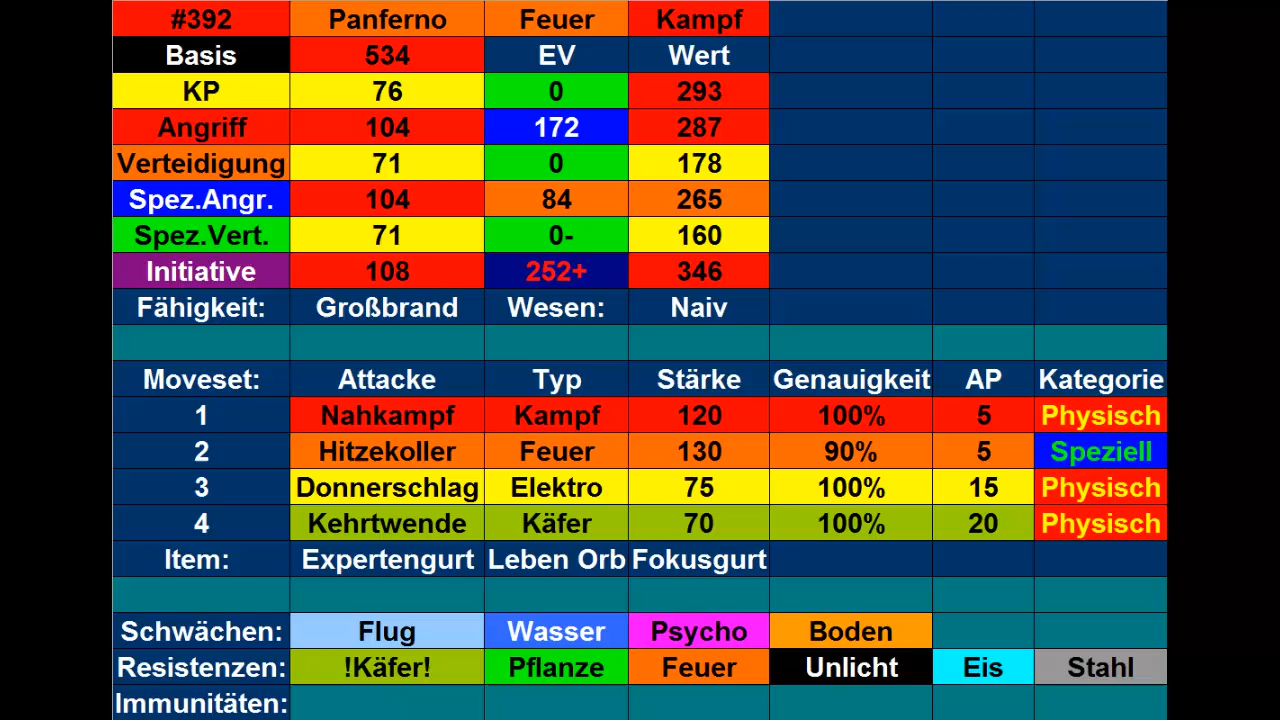 #392 Panferno Feuer Kampf
Basis 534 EV Wert
KP 76 0 293
Angriff 104 172 287
Verteidigung 71 0 178
Spez.Angr. 104 84 265
Spez.Vert. 71 0- 160
Initiative 108 252+ 346
Fähigkeit: Großbrand Wesen: Naiv
Moveset: Attacke Typ Stärke Genauigkeit AP Kategorie
1 Nahkampf Kampf 120 100% 5 Physisch
2 Hitzekoller Feuer 130 90% 5 Speziell
3 Donnerschlag Elektro 75 100% 15 Physisch
4 Kehrtwende Käfer 70 100% 20 Physisch
Item: Expertengurt Leben Orb Fokusgurt
Schwächen: Flug Wasser Psycho Boden
Resistenzen: !Käfer! Pflanze Feuer Unlicht Eis Stahl
Immunitäten: